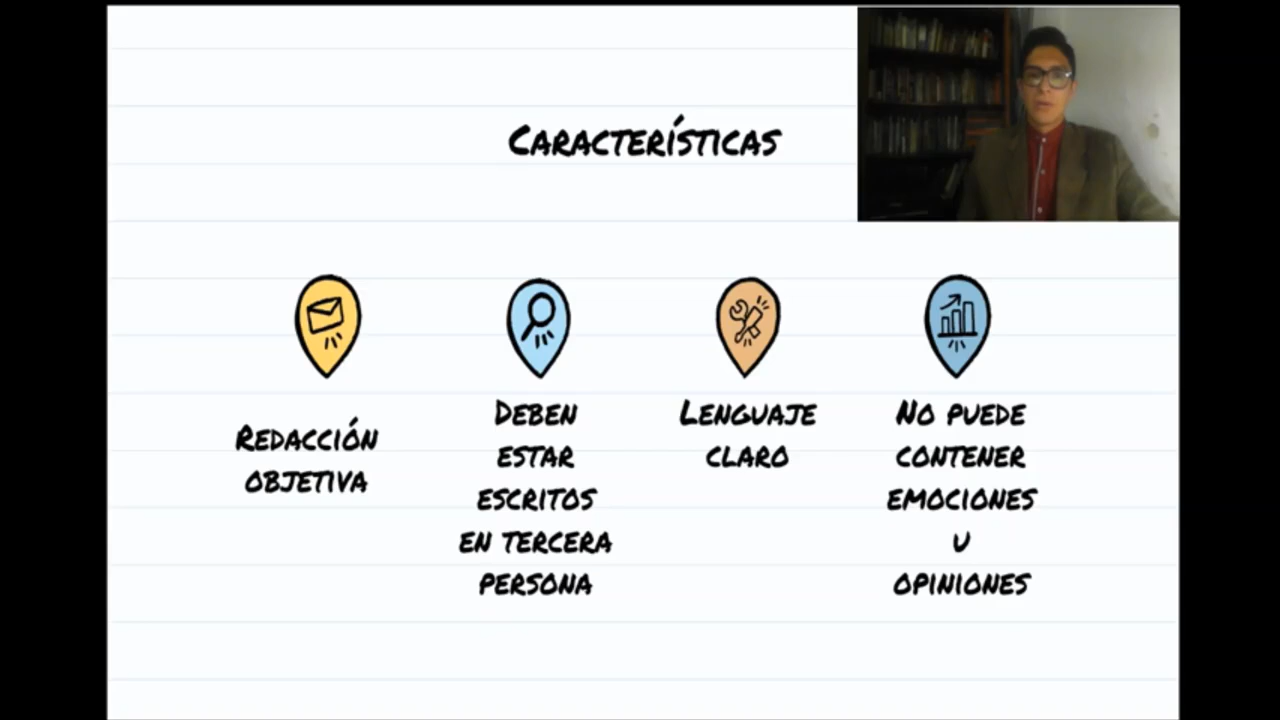 Características
Redacción
objetiva
Deben
estar
escritos
en tercera
persona
Lenguaje
claro
No puede
contener
emociones
u
opiniones